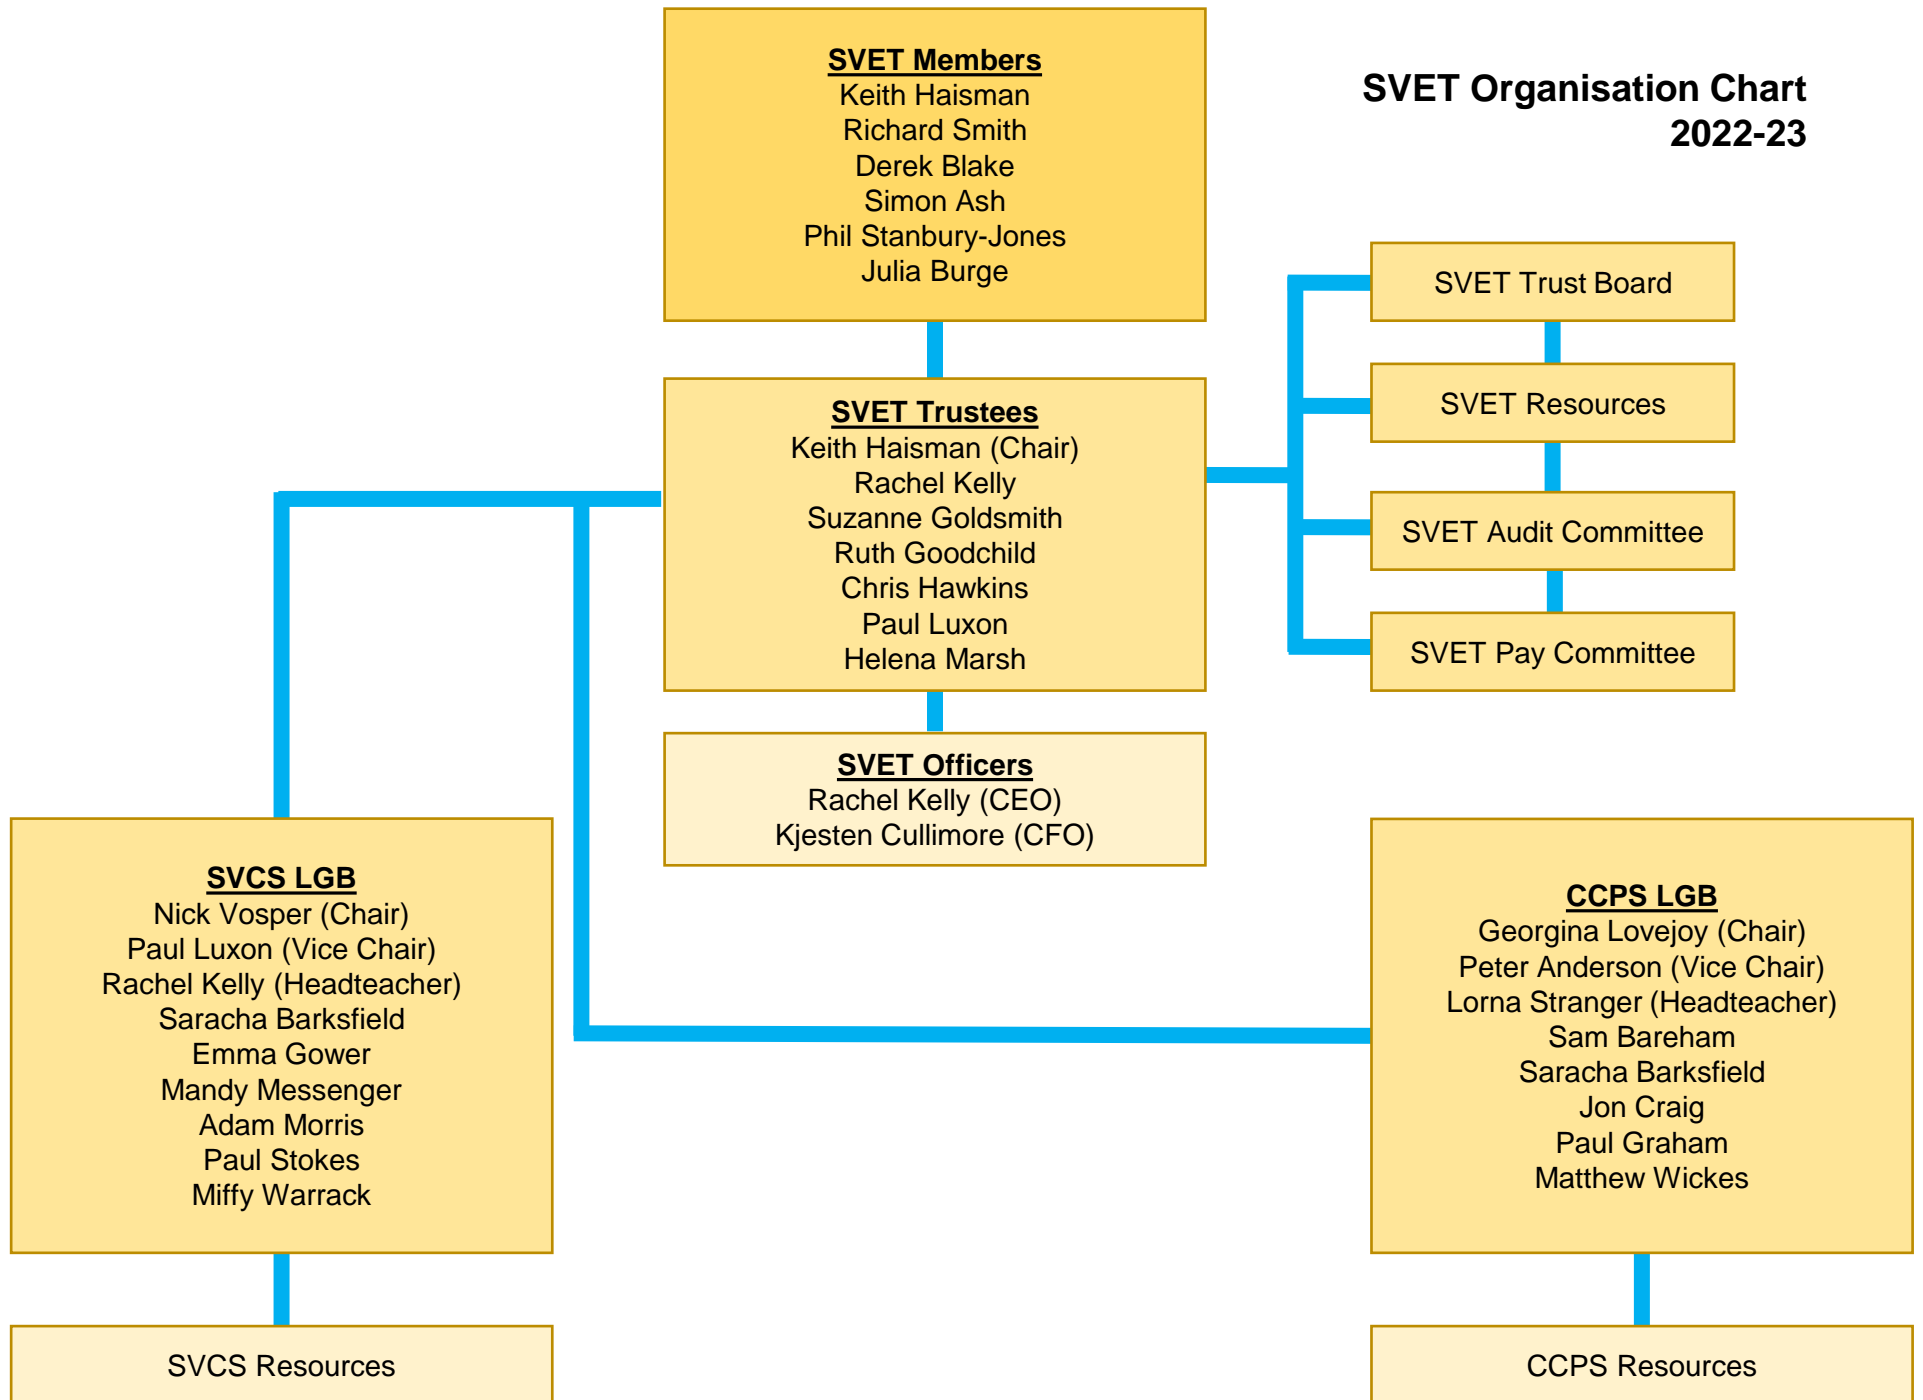 SVET Organisation Chart
2022-23
SVET Members
Keith Haisman
Richard Smith
Derek Blake
Simon Ash
Phil Stanbury-Jones
Julia Burge
SVET Trustees
Keith Haisman (Chair)
Rachel Kelly
Suzanne Goldsmith
Ruth Goodchild
Chris Hawkins
Paul Luxon
Helena Marsh
SVET Trust Board
SVET Resources
SVET Audit Committee
SVET Pay Committee
SVET Officers
Rachel Kelly (CEO)
Kjesten Cullimore (CFO)
SVCS LGB
Nick Vosper (Chair)
Paul Luxon (Vice Chair)
Rachel Kelly (Headteacher)
Saracha Barksfield
Emma Gower
Mandy Messenger
Adam Morris
Paul Stokes
Miffy Warrack
CCPS LGB
Georgina Lovejoy (Chair)
Peter Anderson (Vice Chair)
Lorna Stranger (Headteacher)
Sam Bareham
Saracha Barksfield
Jon Craig
Paul Graham
Matthew Wickes
SVCS Resources
CCPS Resources